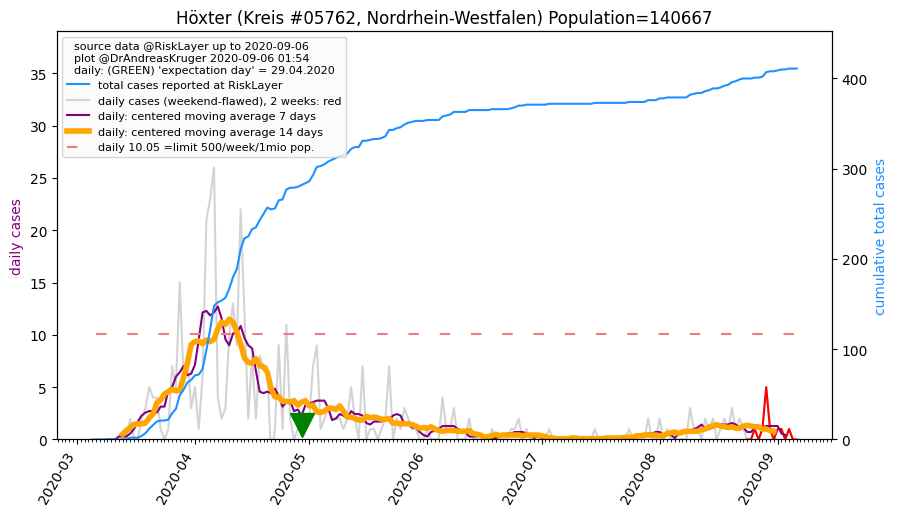 Höxter (Kreis #05762, Nordrhein-Westfalen) Population=140667
source data @RiskLayer up to 2020-09-06
plot @DrAndreasKruger 2020-09-06 01:54
daily: (GREEN) 'expectation day' = 29.04.2020
total cases reported at RiskLayer
daily cases (weekend-flawed), 2 weeks: red
daily: centered moving average 7 days
daily: centered moving average 14 days
daily 10.05 =limit 500/week/1mio pop.
daily cases
35
30
25
20
15
10
5
0
cumulative total cases
400
300
200
100
0
2020-03
2020-04
2020-05
2020-06
2020-07
2020-08
2020-09